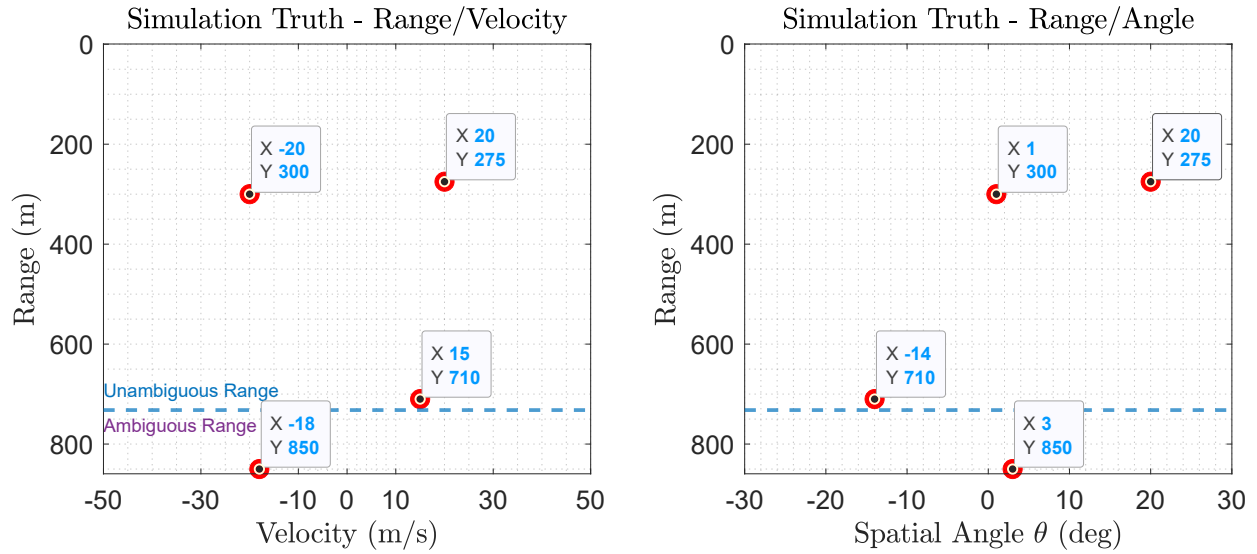 Simulation Truth - Range/Velocity
0
200
400
600
800
Range (m)
X -20
Y 300
X 20
Y 275
X 15
Y 710
Unambiguous Range
Ambiguous Range
X -18
Y 850
-50 -30 -10 0 10 30 50
Velocity (m/s)
Simulation Truth - Range/Angle
0
200
400
600
800
Range (m)
X 1
Y 300
X 20
Y 275
X -14
Y 710
X 3
Y 850
-30 -20 -10 0 10 20 30
Spatial Angle θ (deg)